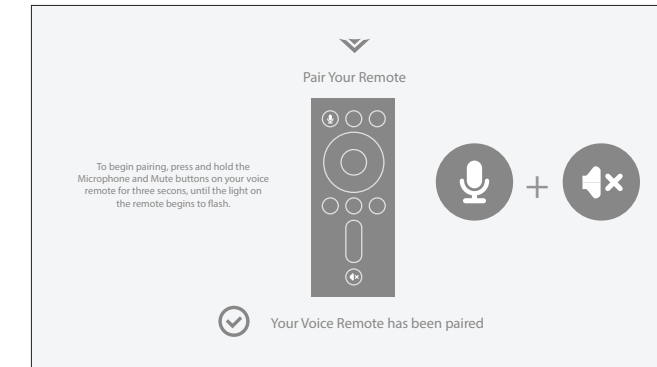 Pair Your Remote
To begin pairing, press and hold the
Microphone and Mute buttons on your voice
remote for three secons, until the light on
the remote begins to flash.
Your Voice Remote has been paired